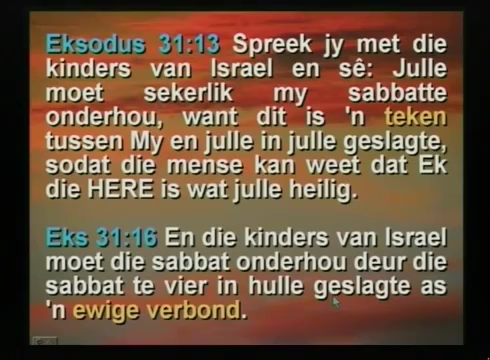 Eksodus 31:13 Spreek jy met die
kinders van Israel en sê: Julle
moet sekerlik my sabbatte
onderhou, want dit is 'n teken
tussen My en julle in julle geslagte,
sodat die mense kan weet dat Ek
die HERE is wat julle heilig.
Eks 31:16 En die kinders van Israel
moet die sabbat onderhou deur die
sabbat te vier in hulle geslagte as
'n ewige verbond.